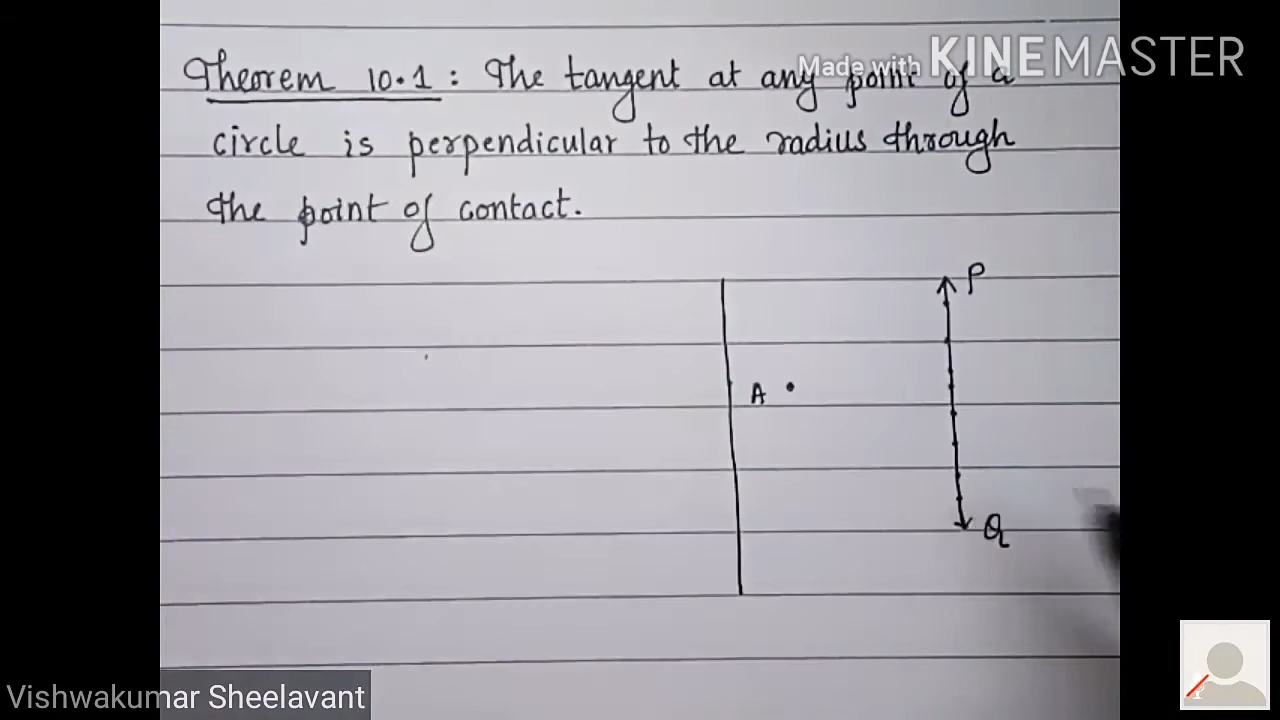 Made with KINEMASTER
Theorem 10.1 : The tangent at any point of a
circle is perpendicular to the radius through
the point of contact.
P
A
Q
Vishwakumar Sheelavant